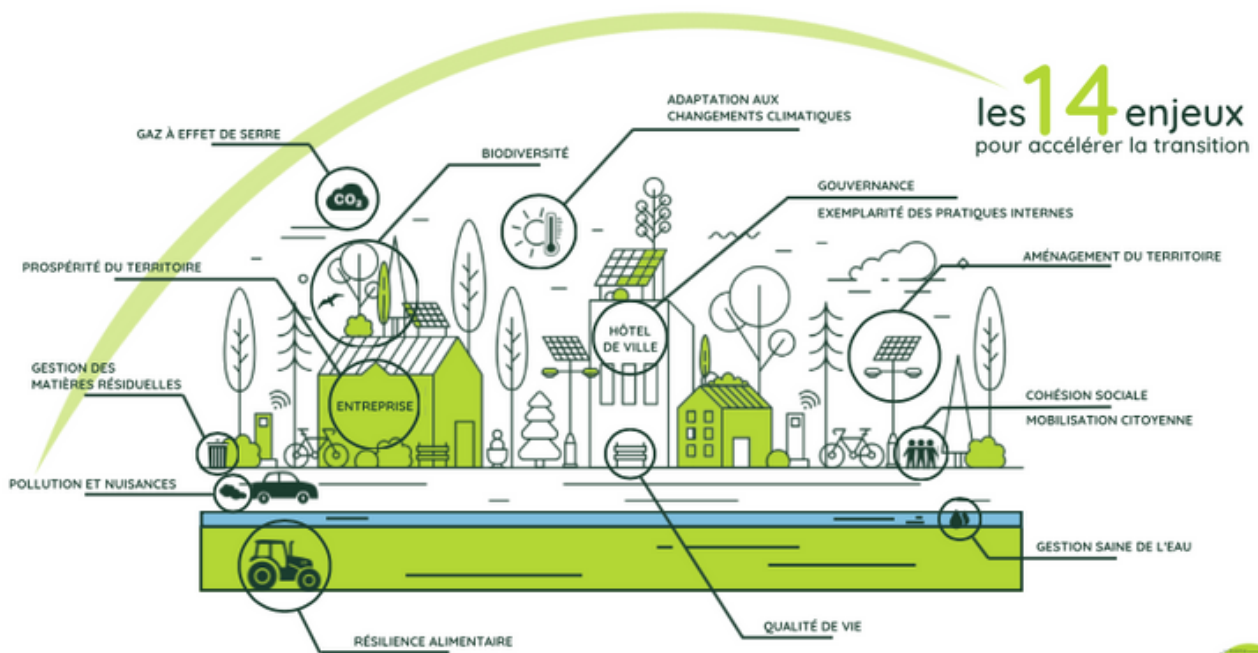 les 14 enjeux
pour accélérer la transition
ADAPTATION AUX
CHANGEMENTS CLIMATIQUES
GAZ À EFFET DE SERRE
BIODIVERSITÉ
CO₂
GOUVERNANCE
EXEMPLARITÉ DES PRATIQUES INTERNES
PROSPÉRITÉ DU TERRITOIRE
AMÉNAGEMENT DU TERRITOIRE
HÔTEL
DE VILLE
GESTION DES
MATIÈRES RÉSIDUELLES
ENTREPRISE
COHÉSION SOCIALE
MOBILISATION CITOYENNE
POLLUTION ET NUISANCES
GESTION SAINE DE L'EAU
QUALITÉ DE VIE
RÉSILIENCE ALIMENTAIRE